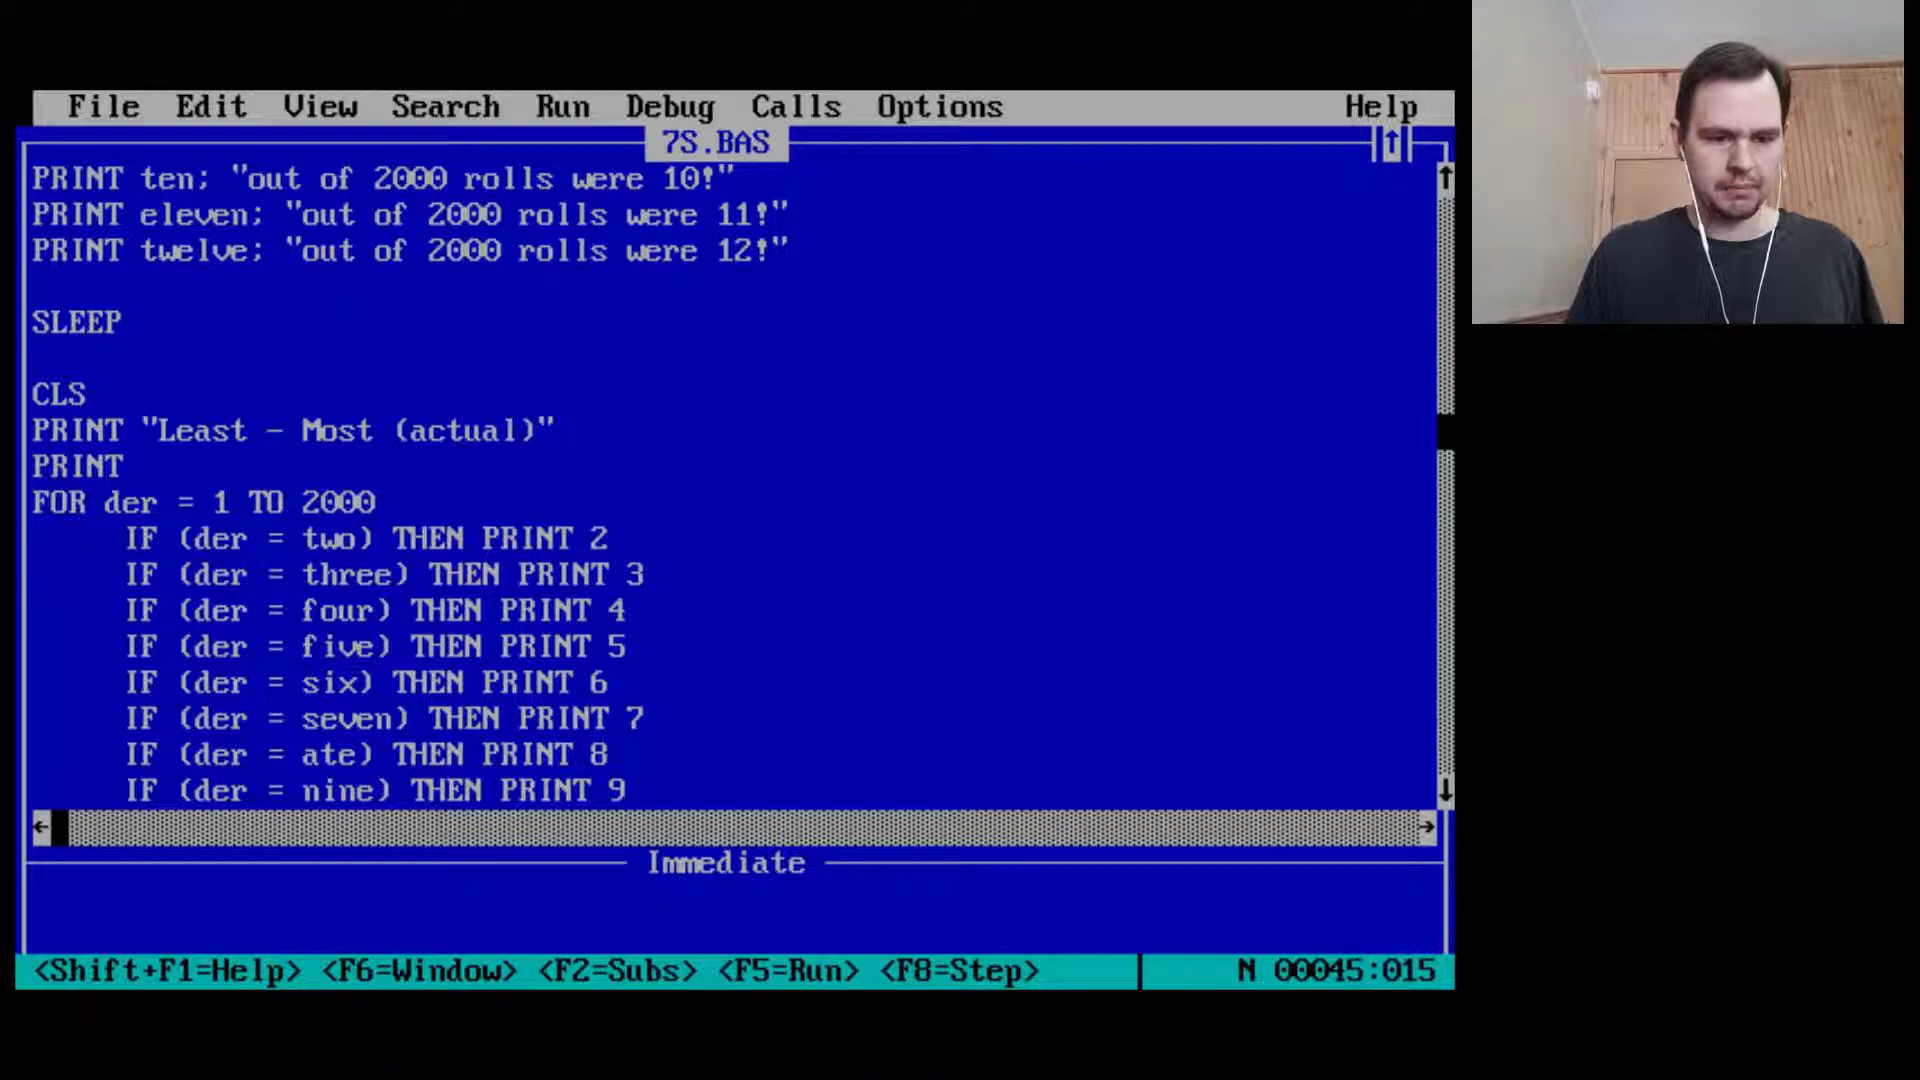 File Edit View Search Run Debug Calls Options Help
7S.BAS
PRINT ten; "out of 2000 rolls were 10!"
PRINT eleven; "out of 2000 rolls were 11!"
PRINT twelve; "out of 2000 rolls were 12!"
SLEEP
CLS
PRINT "Least - Most (actual)"
PRINT
FOR der = 1 TO 2000
IF (der = two) THEN PRINT 2
IF (der = three) THEN PRINT 3
IF (der = four) THEN PRINT 4
IF (der = five) THEN PRINT 5
IF (der = six) THEN PRINT 6
IF (der = seven) THEN PRINT 7
IF (der = ate) THEN PRINT 8
IF (der = nine) THEN PRINT 9
Immediate
<Shift+F1=Help> <F6=Window> <F2=Subs> <F5=Run> <F8=Step> N 00045:015